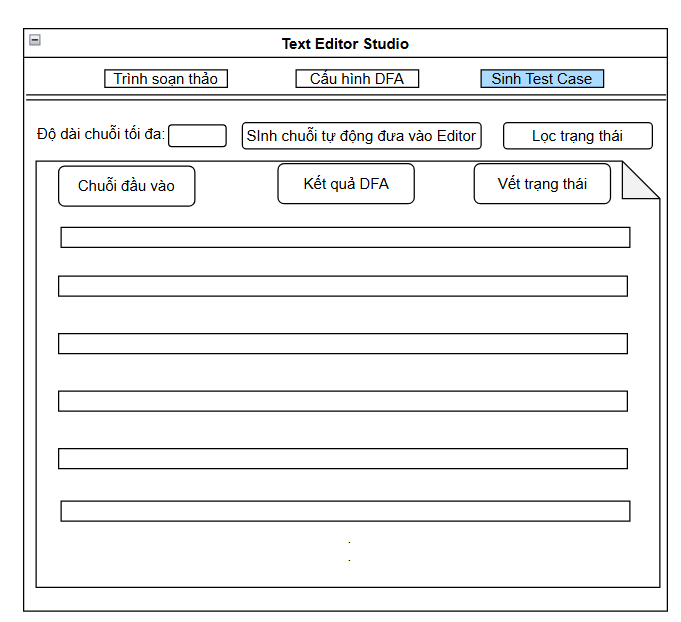 Text Editor Studio
Trình soạn thảo
Cấu hình DFA
Sinh Test Case
Độ dài chuỗi tối đa:
SInh chuỗi tự động đưa vào Editor
Lọc trạng thái
Chuỗi đầu vào
Kết quả DFA
Vết trạng thái
.
.